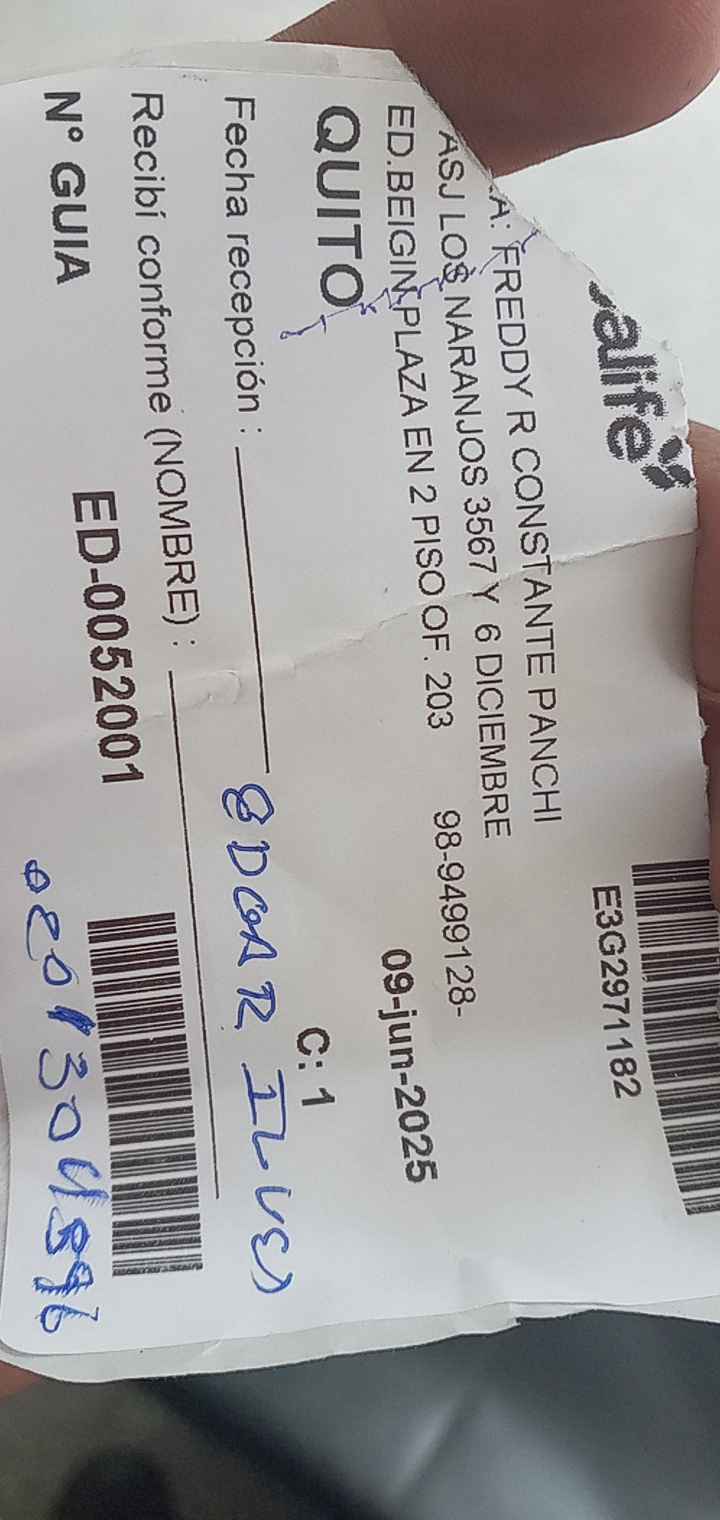 alife
E3G2971182
A: FREDDY R CONSTANTE PANCHI
ASJ LOS NARANJOS 3567 Y 6 DICIEMBRE
ED.BEIGIN PLAZA EN 2 PISO OF. 203 98-9499128-
QUITO 09-jun-2025
C: 1
Fecha recepción :
EDGAR
Recibí conforme (NOMBRE) :
Nº GUIA ED-0052001